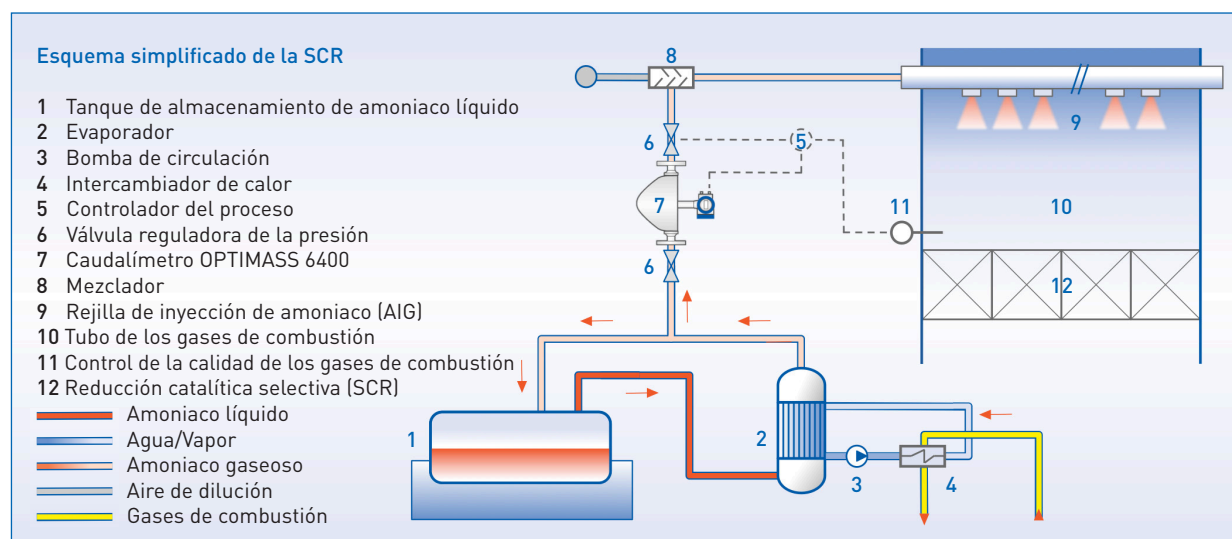 Esquema simplificado de la SCR
1 Tanque de almacenamiento de amoniaco líquido
2 Evaporador
3 Bomba de circulación
4 Intercambiador de calor
5 Controlador del proceso
6 Válvula reguladora de la presión
7 Caudalímetro OPTIMASS 6400
8 Mezclador
9 Rejilla de inyección de amoniaco (AIG)
10 Tubo de los gases de combustión
11 Control de la calidad de los gases de combustión
12 Reducción catalítica selectiva (SCR)
Amoniaco líquido
Agua/Vapor
Amoniaco gaseoso
Aire de dilución
Gases de combustión
8
9
6
5
7
11
10
6
12
1
2
3
4